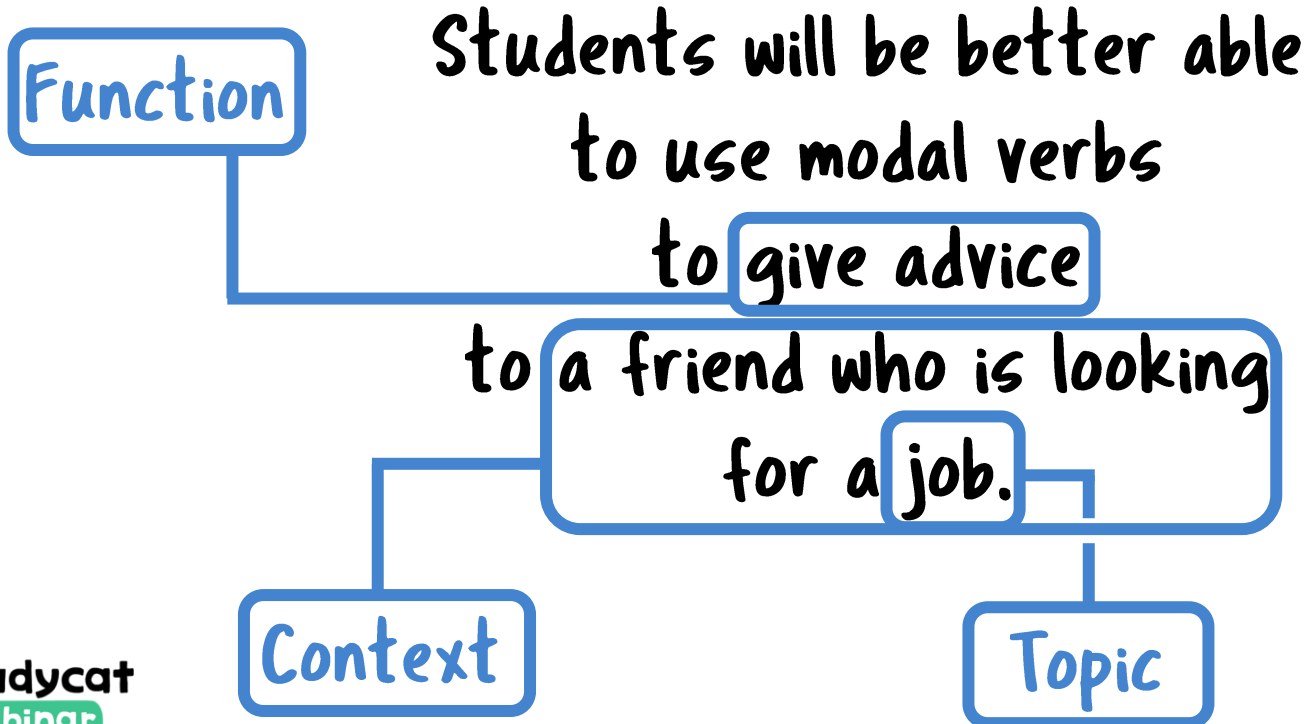 Function
Students will be better able
to use modal verbs
to give advice
to a friend who is looking
for a job.
Context
Topic